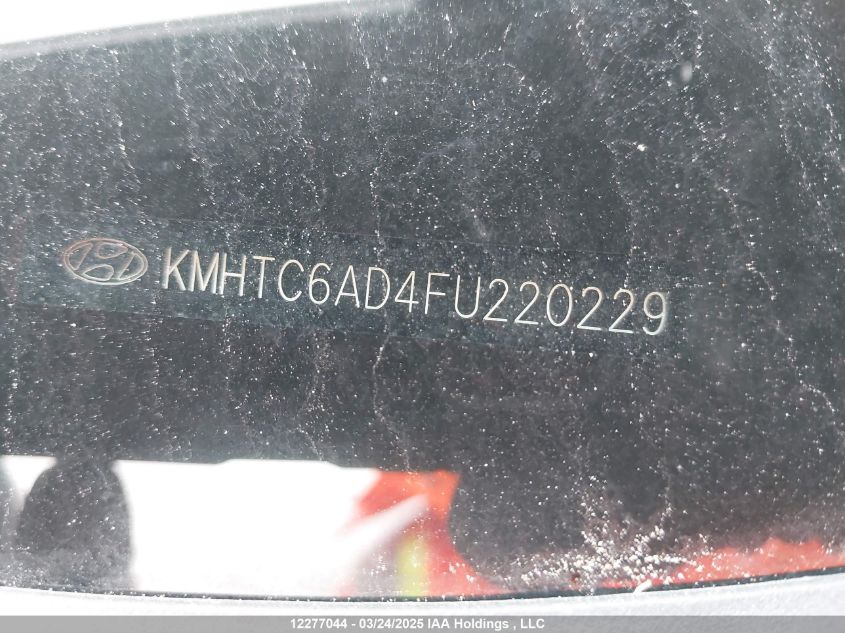 KMHTC6AD4FU220229
12277044 - 03/24/2025 IAA Holdings , LLC